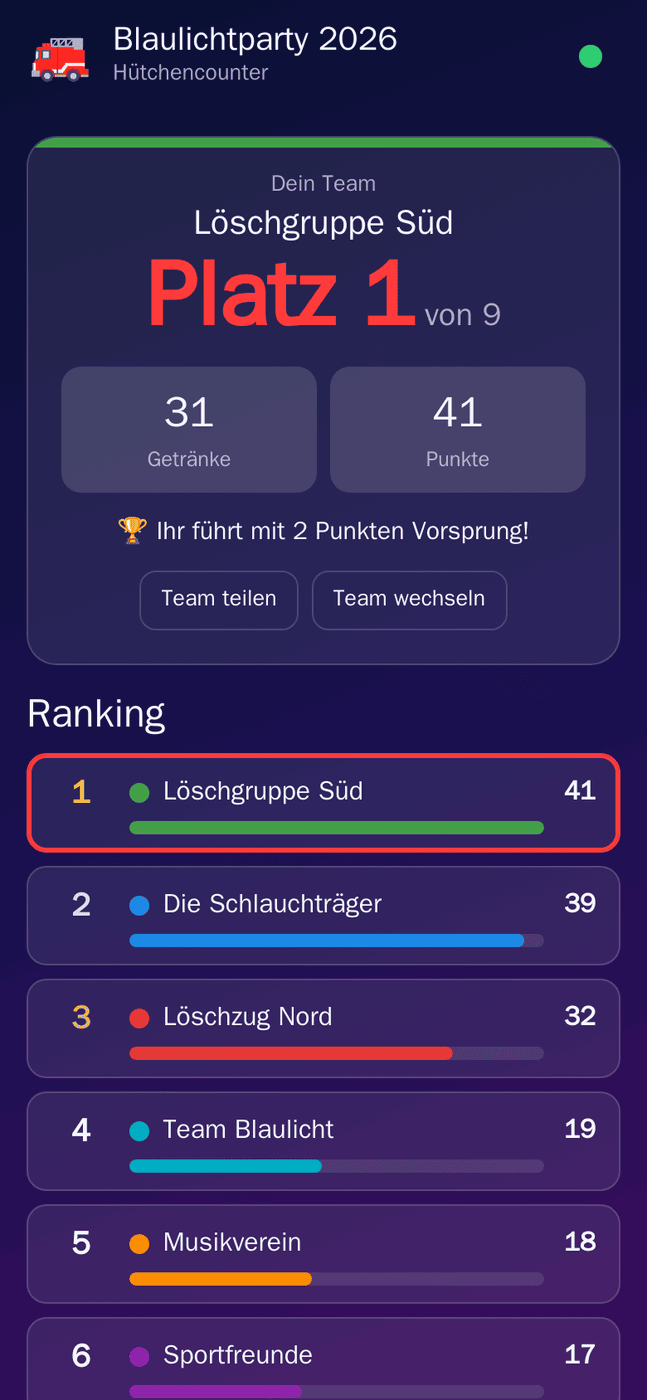 Blaulichtparty 2026
Hütchencounter
Dein Team
Löschgruppe Süd
Platz 1 von 9
31
Getränke
41
Punkte
🏆 Ihr führt mit 2 Punkten Vorsprung!
Team teilen
Team wechseln
Ranking
1 Löschgruppe Süd 41
2 Die Schlauchträger 39
3 Löschzug Nord 32
4 Team Blaulicht 19
5 Musikverein 18
6 Sportfreunde 17